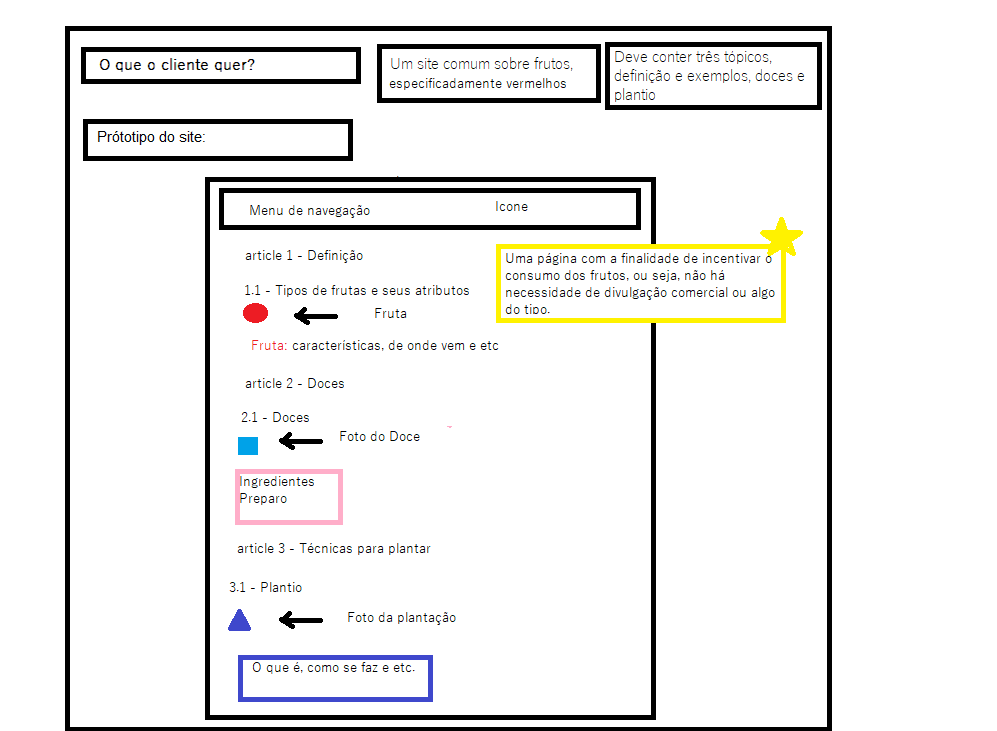 O que o cliente quer?
Um site comum sobre frutos,
especificadamente vermelhos
Deve conter três tópicos,
definição e exemplos, doces e
plantio
Prótotipo do site:
Menu de navegação
Icone
article 1 - Definição
Uma página com a finalidade de incentivar o
consumo dos frutos, ou seja, não há
necessidade de divulgação comercial ou algo
do tipo.
1.1 - Tipos de frutas e seus atributos
Fruta
Fruta: características, de onde vem e etc
article 2 - Doces
2.1 - Doces
Foto do Doce
Ingredientes
Preparo
article 3 - Técnicas para plantar
3.1 - Plantio
Foto da plantação
O que é, como se faz e etc.